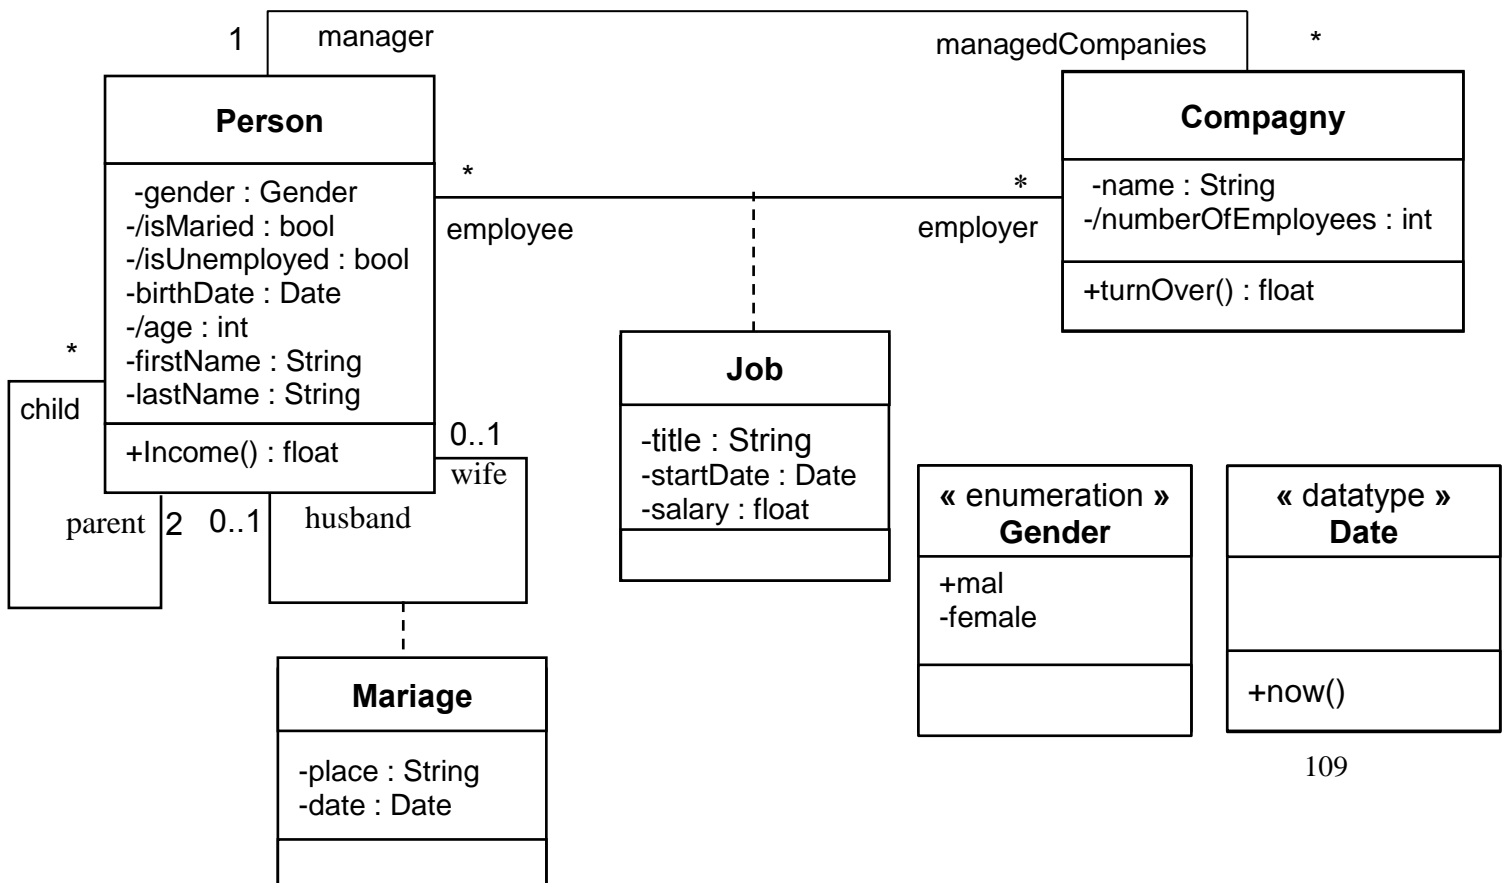 1 manager
managedCompanies *
Person
-gender : Gender
-/isMaried : bool
-/isUnemployed : bool
-birthDate : Date
-/age : int
-firstName : String
-lastName : String
+Income() : float
Compagny
-name : String
-/numberOfEmployees : int
+turnOver() : float
*
employee
*
employer
*
child
parent 2
0..1 husband
0..1
wife
Job
-title : String
-startDate : Date
-salary : float
« enumeration »
Gender
+mal
-female
« datatype »
Date
+now()
Mariage
-place : String
-date : Date
109